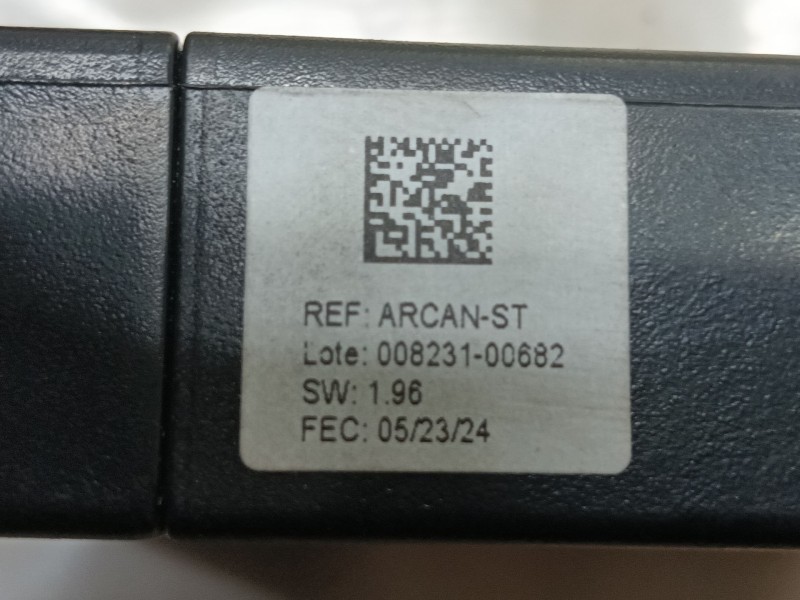 REF: ARCAN-ST
Lote: 008231-00682
SW: 1.96
FEC: 05/23/24